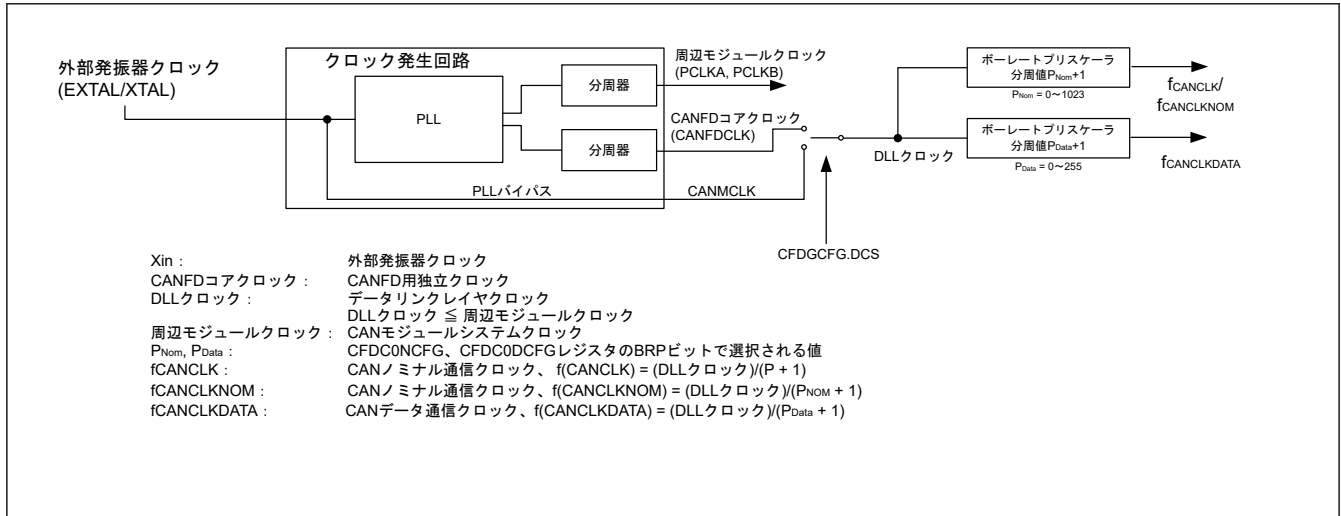 外部発振器クロック
(EXTAL/XTAL)
クロック発生回路
PLL
分周器
分周器
周辺モジュールクロック
(PCLKA, PCLKB)
CANFDコアクロック
(CANFDCLK)
PLLバイパス
CANMCLK
CFDGCFG.DCS
DLLクロック
ボーレートプリスケーラ
分周値PNom+1
PNom = 0～1023
ボーレートプリスケーラ
分周値PData+1
PData = 0～255
fCANCLK/
fCANCLKNOM
fCANCLKDATA
Xin : 外部発振器クロック
CANFDコアクロック : CANFD用独立クロック
DLLクロック : データリンクレイヤクロック
DLLクロック ≦ 周辺モジュールクロック
周辺モジュールクロック : CANモジュールシステムクロック
PNom, PData : CFDC0NCFG、CFDC0DCFGレジスタのBRPビットで選択される値
fCANCLK : CANノミナル通信クロック、 f(CANCLK) = (DLLクロック)/(P + 1)
fCANCLKNOM : CANノミナル通信クロック、f(CANCLKNOM) = (DLLクロック)/(PNOM + 1)
fCANCLKDATA : CANデータ通信クロック、f(CANCLKDATA) = (DLLクロック)/(PData + 1)